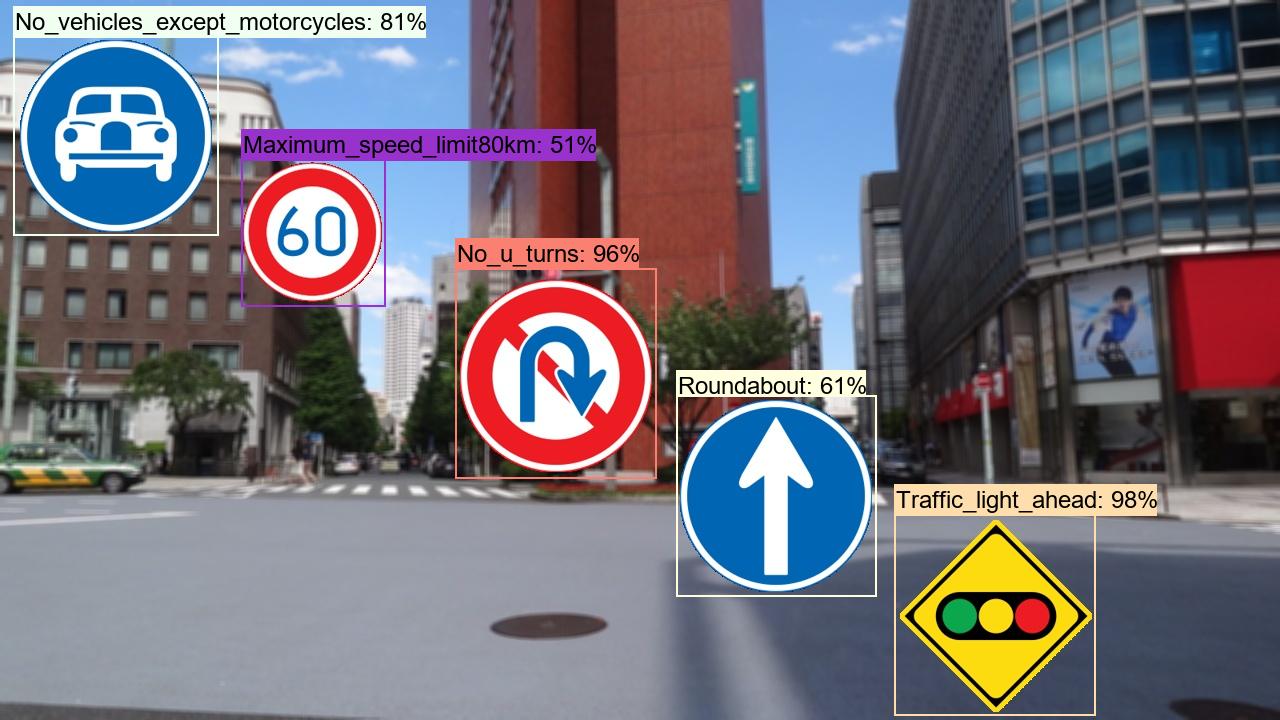 No_vehicles_except_motorcycles: 81%
Maximum_speed_limit80km: 51%
60
No_u_turns: 96%
Roundabout: 61%
Traffic_light_ahead: 98%